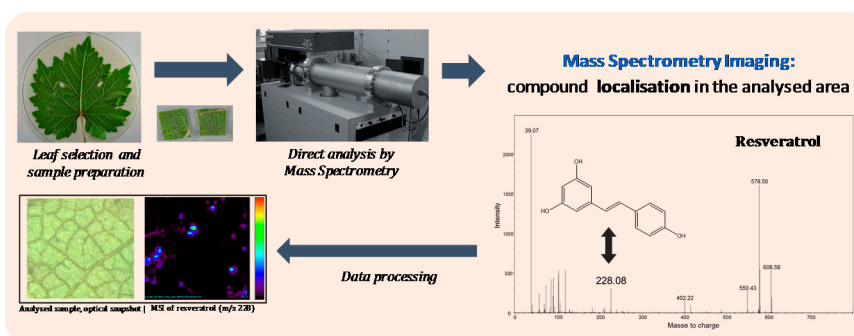 Mass Spectrometry Imaging:
compound localisation in the analysed area
Leaf selection and
sample preparation
Direct analysis by
Mass Spectrometry
Resveratrol
39.07
2000
1500
1000
500
0
Intensity
OH
HO
OH
578.50
228.08
402.22
550.43
606.58
0
100
200
300
400
500
600
700
Masse to charge
Data processing
Analysed sample, optical snapshot | MSI of resveratrol (m/z 228)